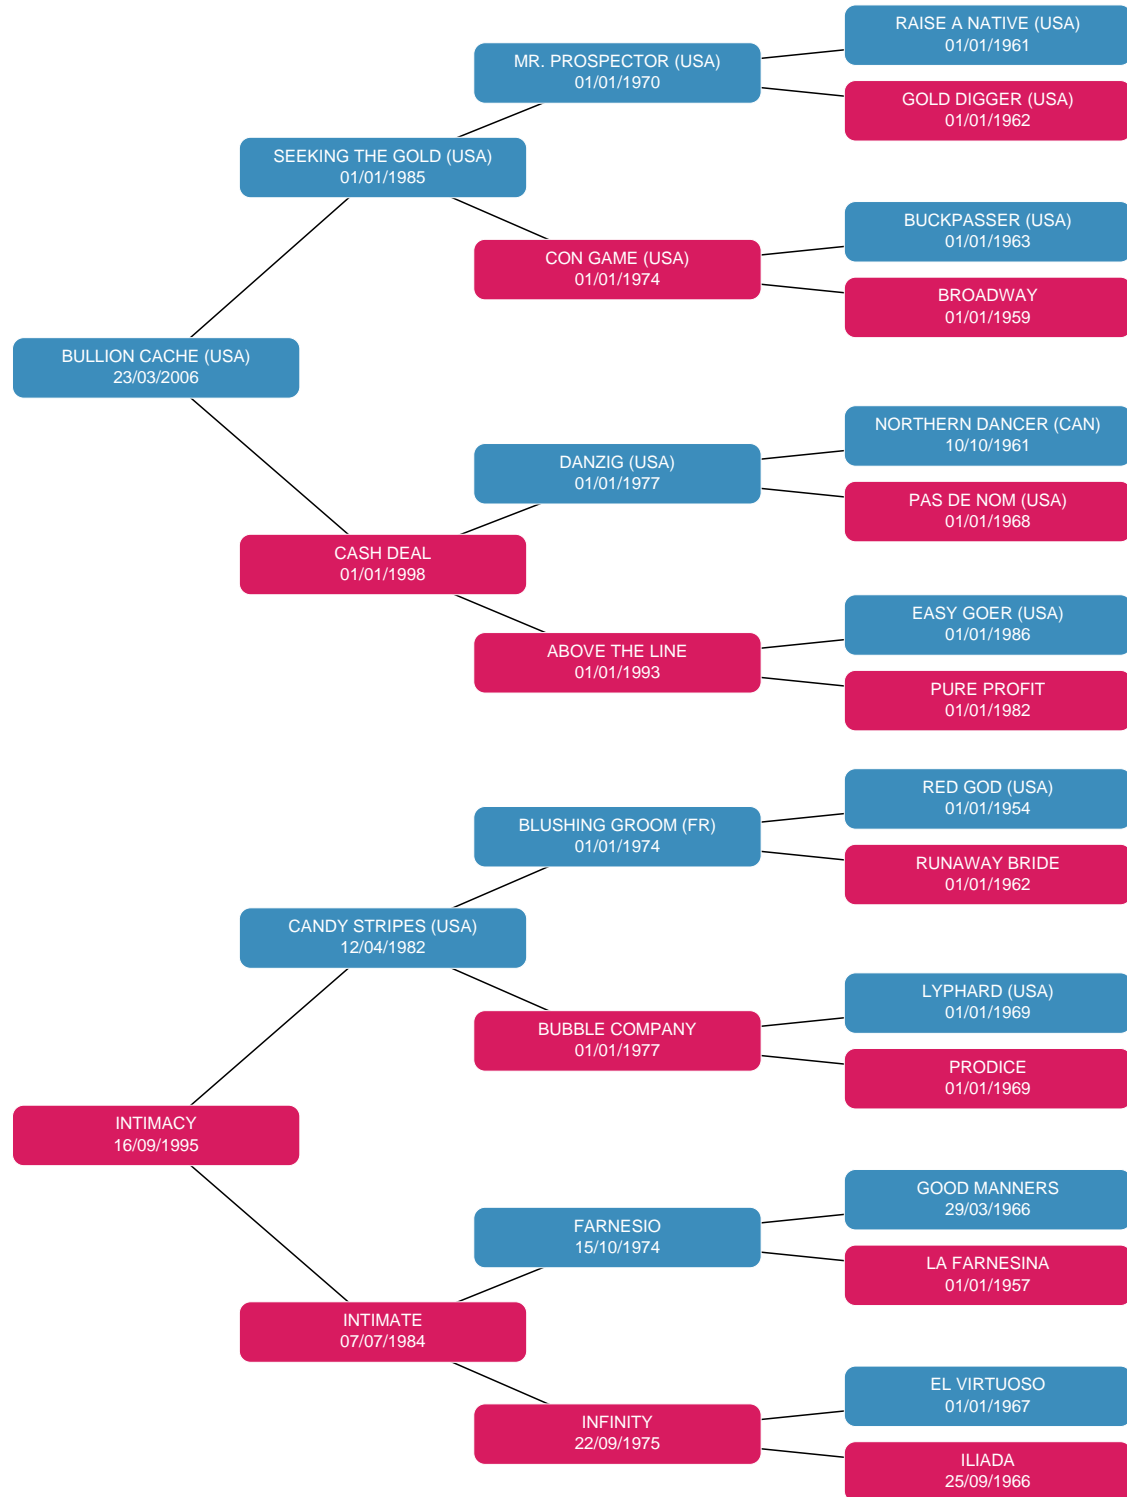 RAISE A NATIVE (USA)
01/01/1961
MR. PROSPECTOR (USA)
01/01/1970
GOLD DIGGER (USA)
01/01/1962
SEEKING THE GOLD (USA)
01/01/1985
BUCKPASSER (USA)
01/01/1963
CON GAME (USA)
01/01/1974
BROADWAY
01/01/1959
BULLION CACHE (USA)
23/03/2006
NORTHERN DANCER (CAN)
10/10/1961
DANZIG (USA)
01/01/1977
PAS DE NOM (USA)
01/01/1968
CASH DEAL
01/01/1998
EASY GOER (USA)
01/01/1986
ABOVE THE LINE
01/01/1993
PURE PROFIT
01/01/1982
RED GOD (USA)
01/01/1954
BLUSHING GROOM (FR)
01/01/1974
RUNAWAY BRIDE
01/01/1962
CANDY STRIPES (USA)
12/04/1982
LYPHARD (USA)
01/01/1969
BUBBLE COMPANY
01/01/1977
PRODICE
01/01/1969
INTIMACY
16/09/1995
GOOD MANNERS
29/03/1966
FARNESIO
15/10/1974
LA FARNESINA
01/01/1957
INTIMATE
07/07/1984
EL VIRTUOSO
01/01/1967
INFINITY
22/09/1975
ILIADA
25/09/1966